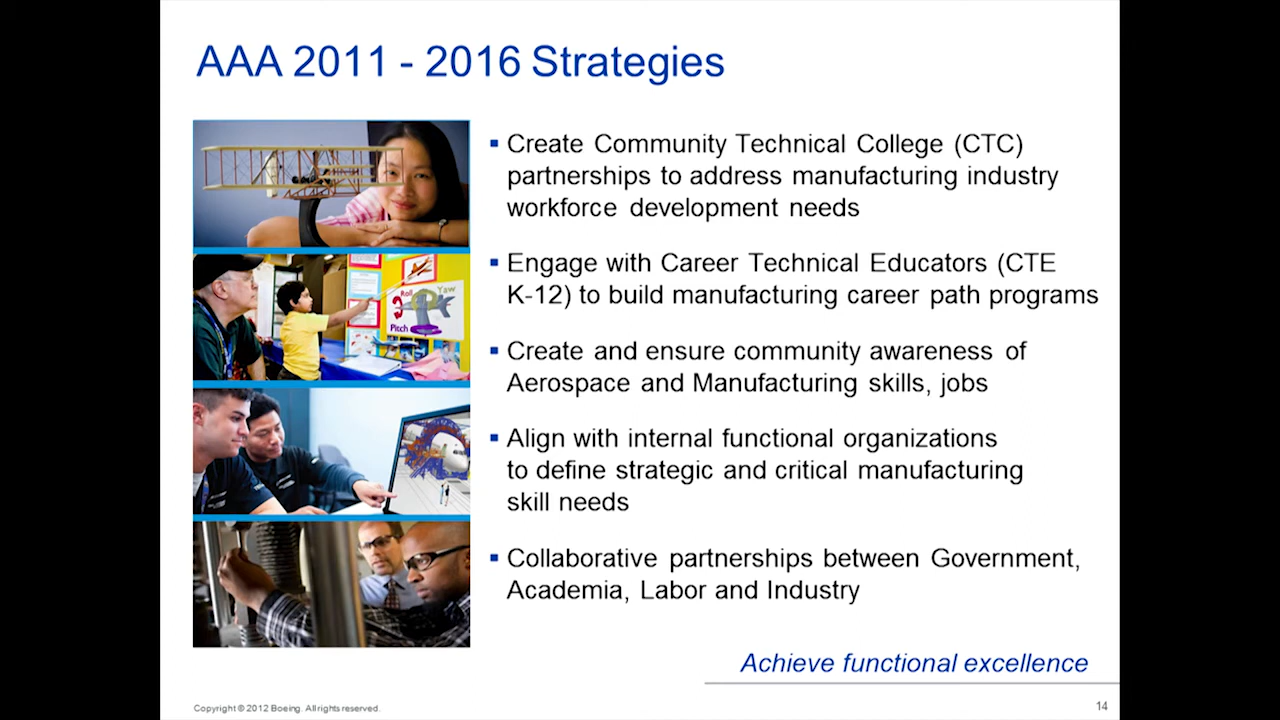 AAA 2011 - 2016 Strategies
▪ Create Community Technical College (CTC)
partnerships to address manufacturing industry
workforce development needs
▪ Engage with Career Technical Educators (CTE
K-12) to build manufacturing career path programs
▪ Create and ensure community awareness of
Aerospace and Manufacturing skills, jobs
▪ Align with internal functional organizations
to define strategic and critical manufacturing
skill needs
▪ Collaborative partnerships between Government,
Academia, Labor and Industry
Roll
Yaw
Pitch
Achieve functional excellence
Copyright © 2012 Boeing. All rights reserved.
14